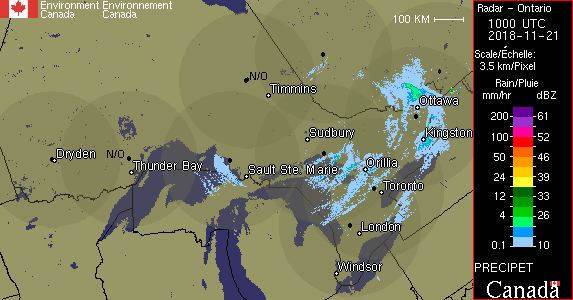 Environment Environnement
Canada Canada
100 KM
N/O
Timmins
Ottawa
Sudbury
Kingston
Dryden
N/O
Thunder Bay
Sault Ste. Marie
Orillia
Toronto
London
Windsor
Radar - Ontario
1000 UTC
2018-11-21
Scale/Échelle:
3.5 km/Pixel
Rain/Pluie
mm/hr dBZ
200 61
100 52
50 46
24 39
12 33
4 26
1 20
0.1 10
PRECIPET
Canada